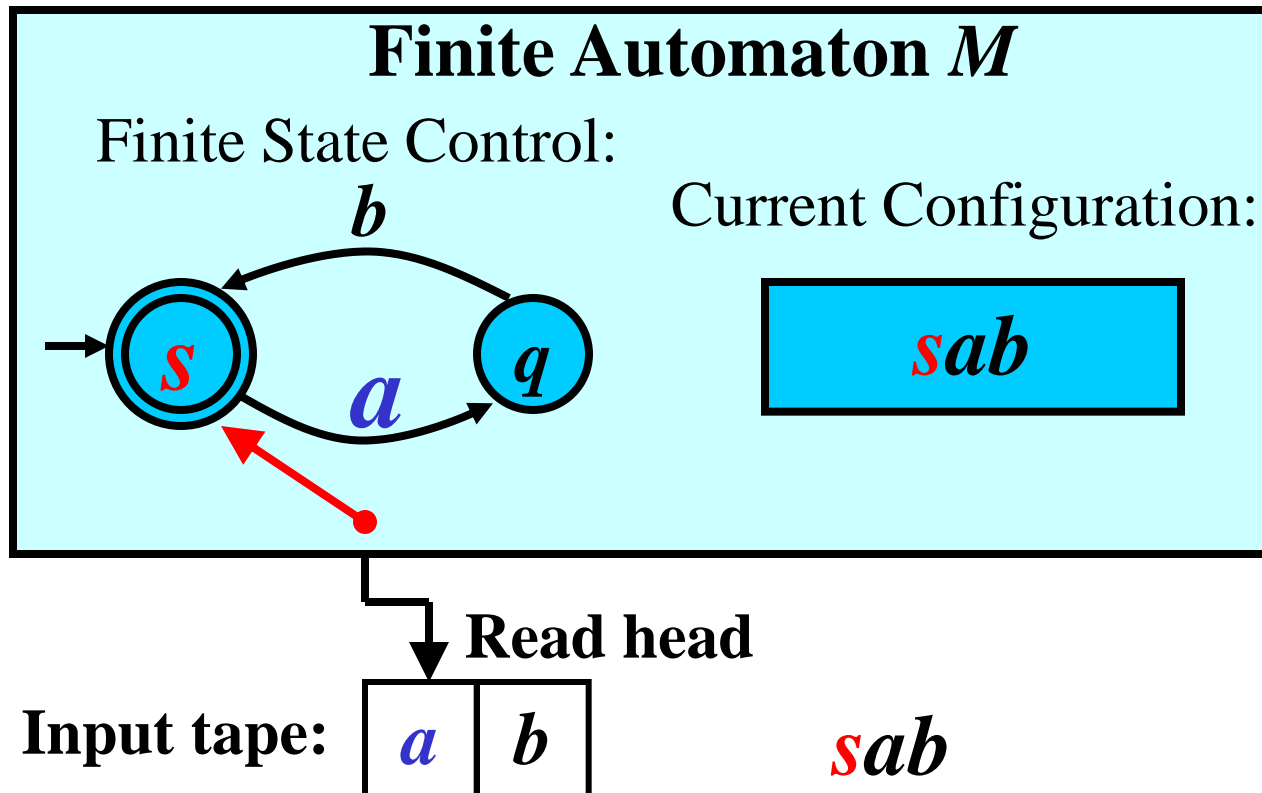 Finite Automaton M
Finite State Control:
b
Current Configuration:
s
a
q
sab
Read head
Input tape:
a
b
sab